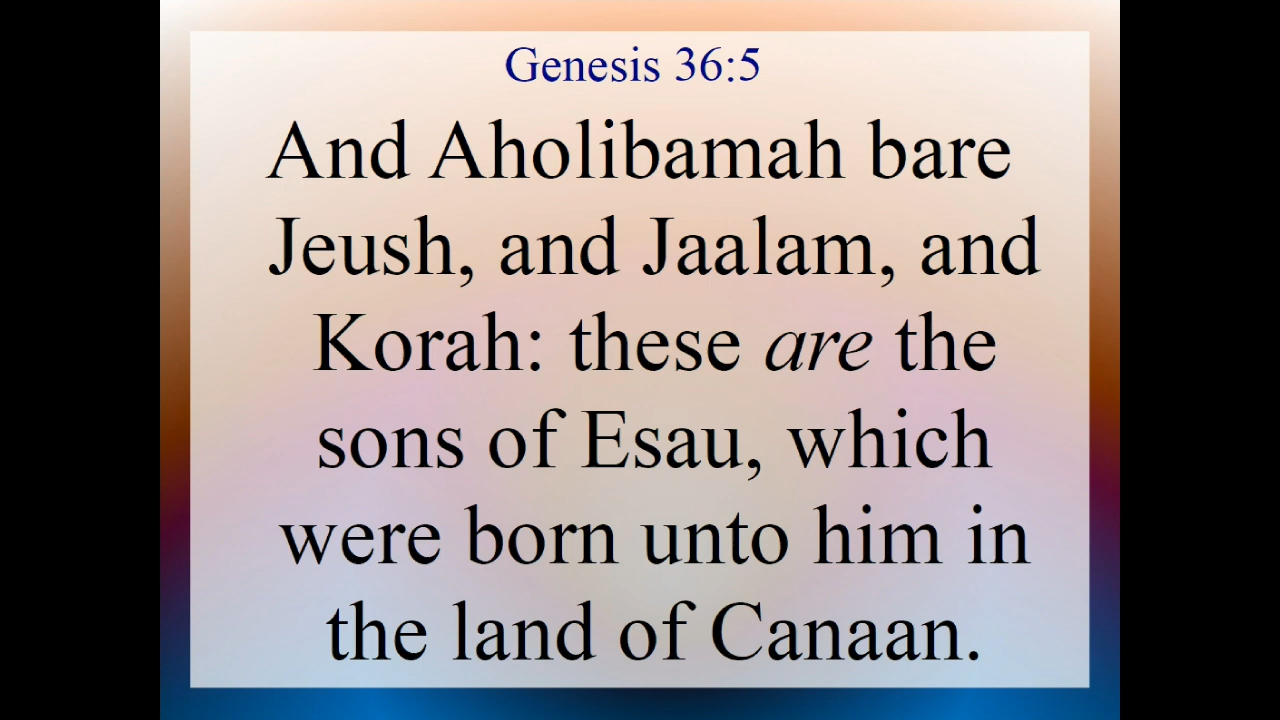 Genesis 36:5
And Aholibamah bare
Jeush, and Jaalam, and
Korah: these are the
sons of Esau, which
were born unto him in
the land of Canaan.